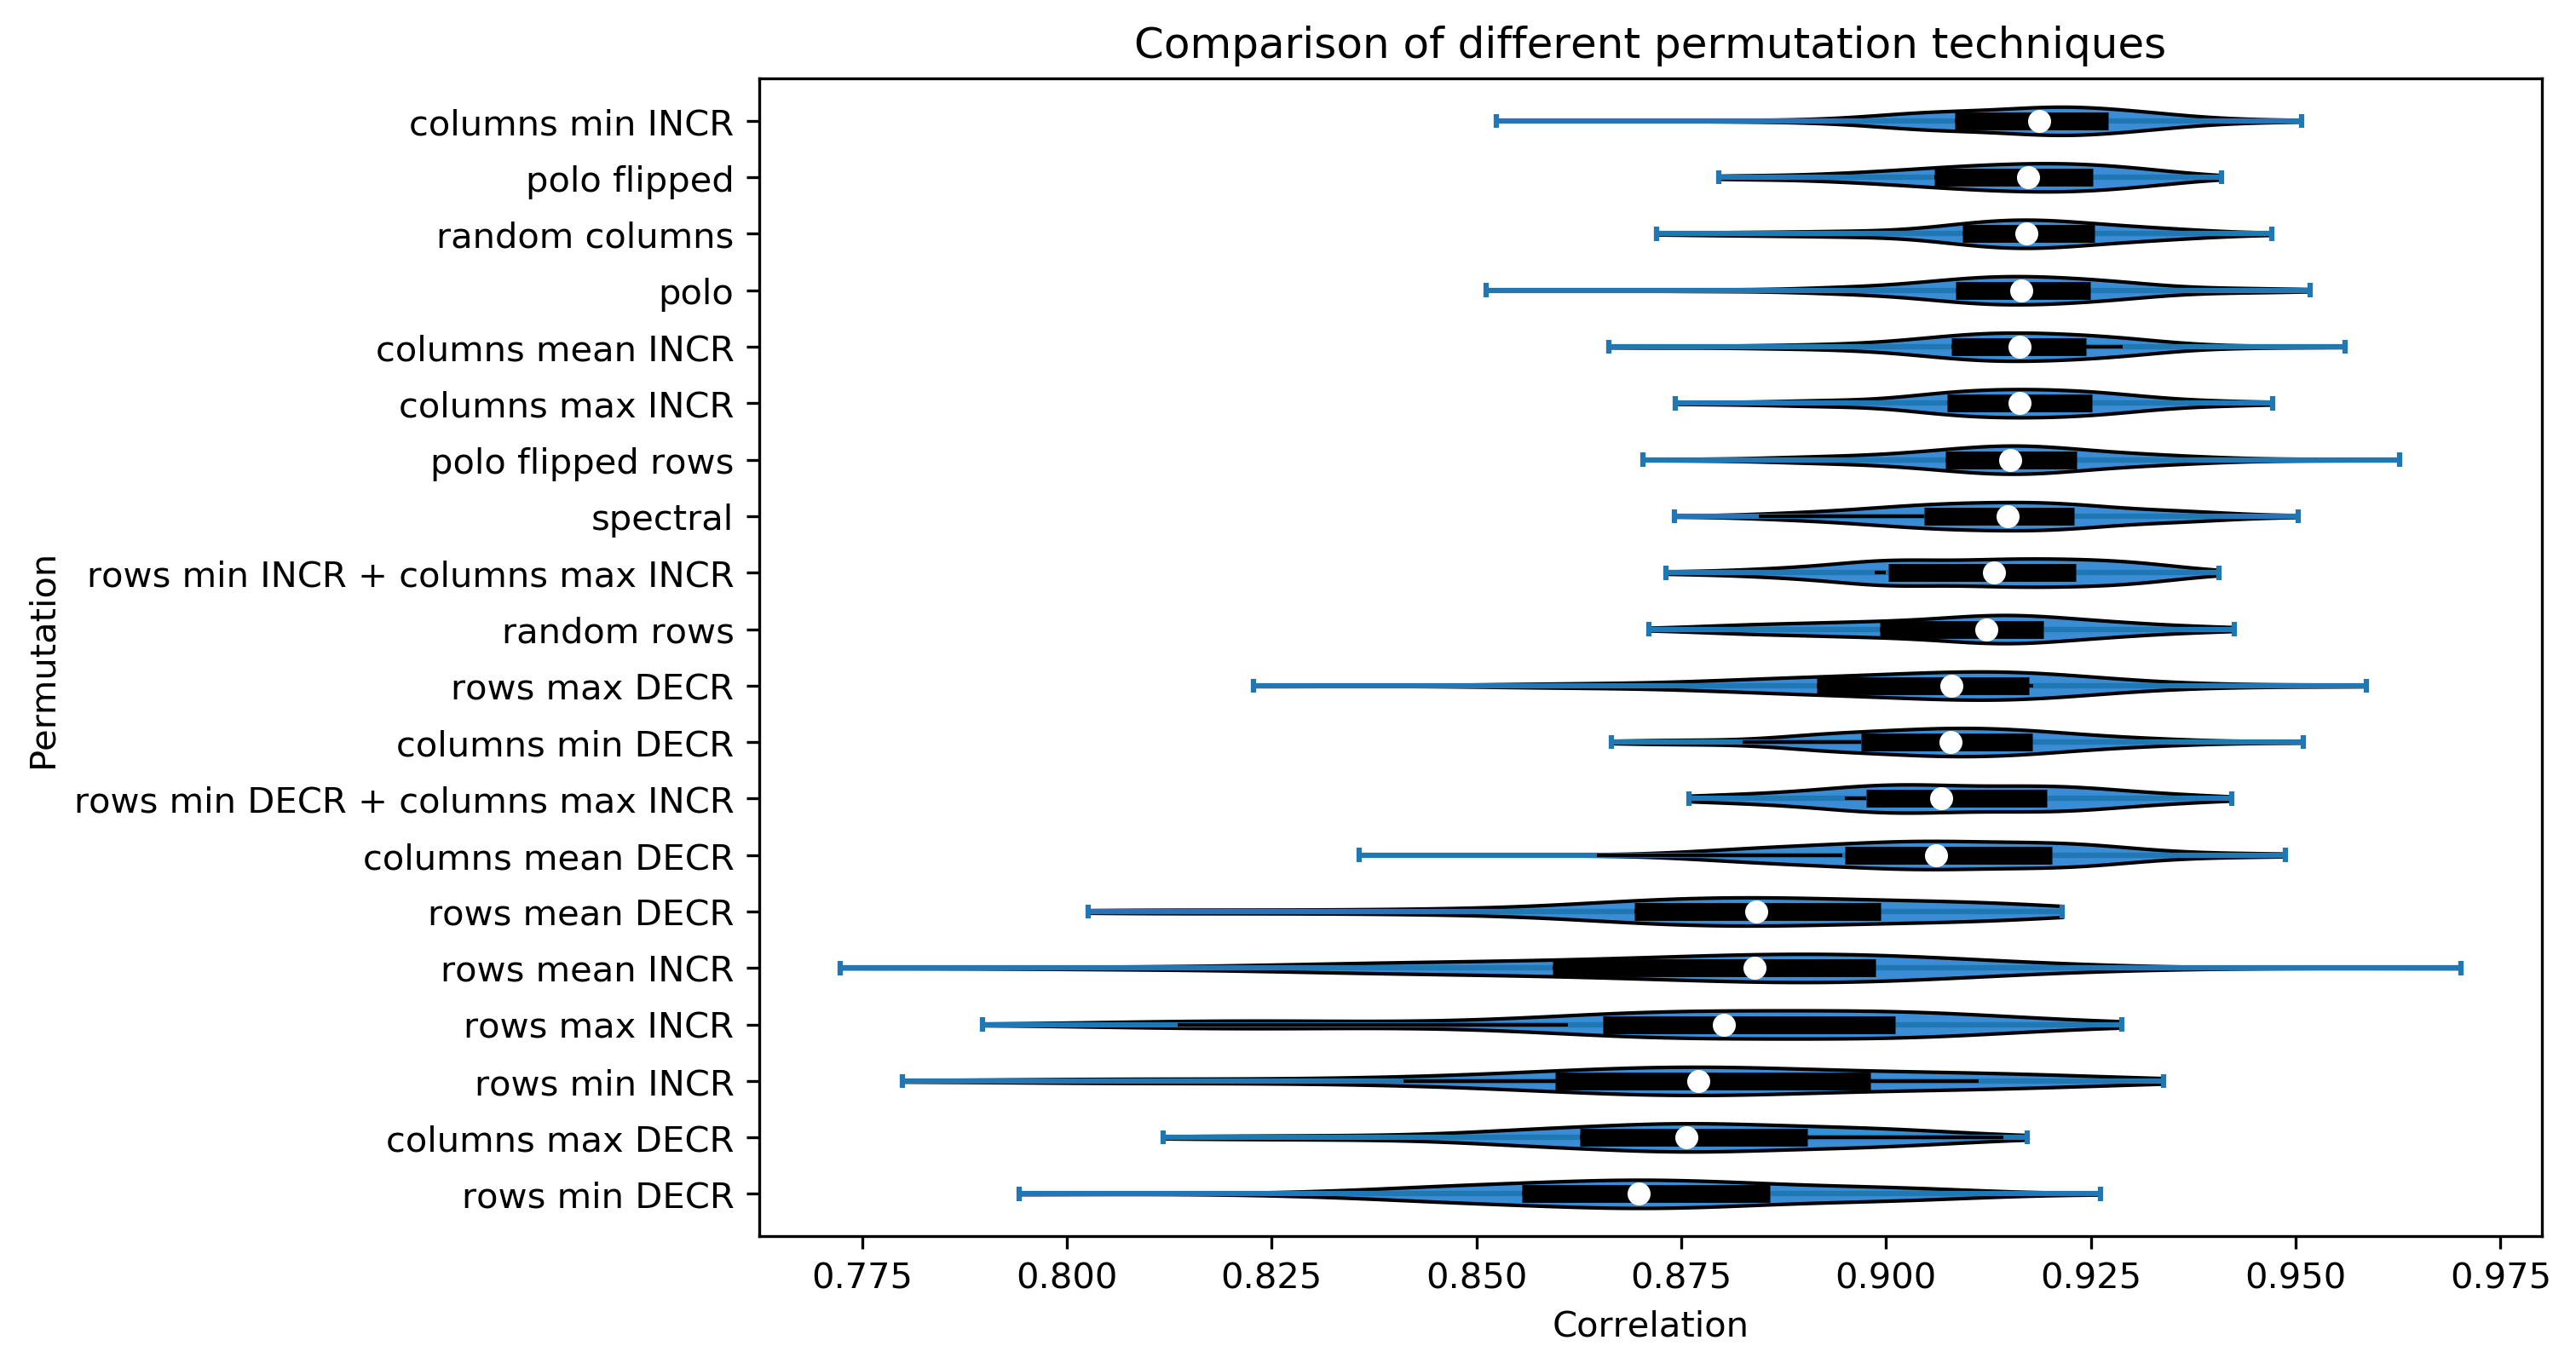 Comparison of different permutation techniques
Permutation
columns min INCR
polo flipped
random columns
polo
columns mean INCR
columns max INCR
polo flipped rows
spectral
rows min INCR + columns max INCR
random rows
rows max DECR
columns min DECR
rows min DECR + columns max INCR
columns mean DECR
rows mean DECR
rows mean INCR
rows max INCR
rows min INCR
columns max DECR
rows min DECR
0.775 0.800 0.825 0.850 0.875 0.900 0.925 0.950 0.975
Correlation